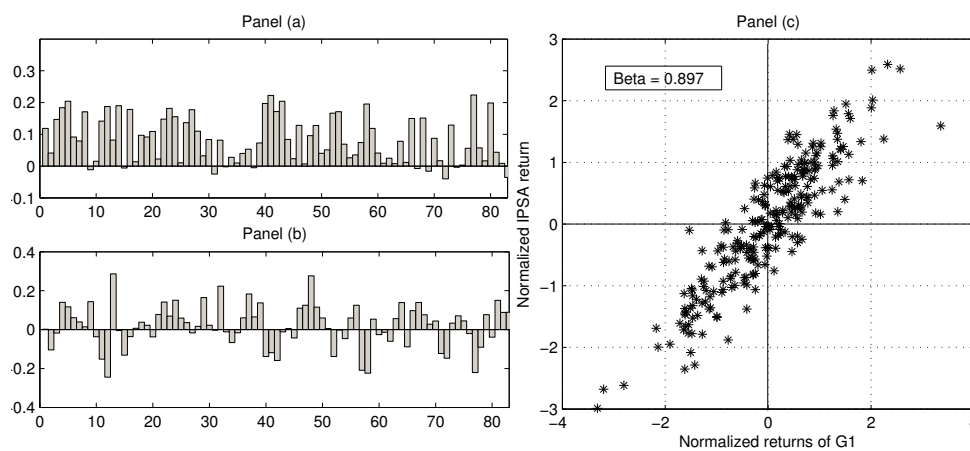 Panel (a)
0.4
0.3
0.2
0.1
0
0.1
0 10 20 30 40 50 60 70 80
Panel (b)
0.4
0.2
0
0.2
0.4
0 10 20 30 40 50 60 70 80
Panel (c)
Normalized IPSA return
3
2
1
0
−1
−2
−3
Beta = 0.897
−4 −2 0 2 4
Normalized returns of G1